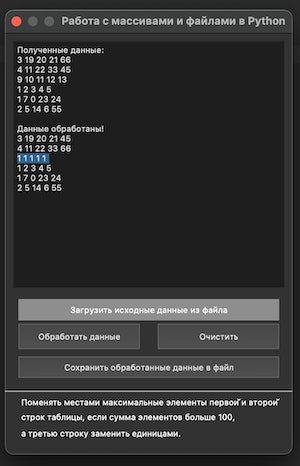 Работа с массивами и файлами в Python
Полученные данные:
3 19 20 21 66
4 11 22 33 45
9 10 11 12 13
1 2 3 4 5
1 7 0 23 24
2 5 14 6 55
Данные обработаны!
3 19 20 21 45
4 11 22 33 66
1 1 1 1 1
1 2 3 4 5
1 7 0 23 24
2 5 14 6 55
Загрузить исходные данные из файла
Обработать данные
Очистить
Сохранить обработанные данные в файл
Поменять местами максимальные элементы первой и второй
строк таблицы, если сумма элементов больше 100,
а третью строку заменить единицами.